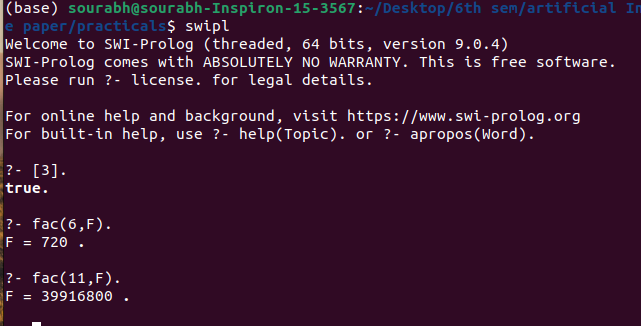 (base) sourabh@sourabh-Inspiron-15-3567:~/Desktop/6th sem/artificial In
e paper/practicals$ swipl
Welcome to SWI-Prolog (threaded, 64 bits, version 9.0.4)
SWI-Prolog comes with ABSOLUTELY NO WARRANTY. This is free software.
Please run ?- license. for legal details.
For online help and background, visit https://www.swi-prolog.org
For built-in help, use ?- help(Topic). or ?- apropos(Word).
?- [3].
true.
?- fac(6,F).
F = 720 .
?- fac(11,F).
F = 39916800 .